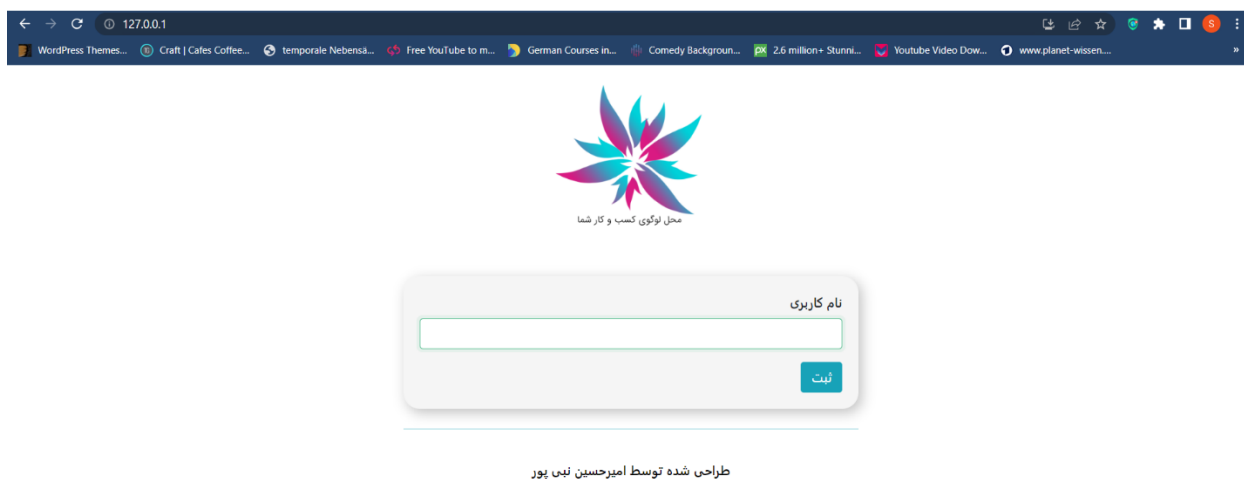 127.0.0.1
S
WordPress Themes... Craft | Cafes Coffee... temporale Nebensä... Free YouTube to m... German Courses in... Comedy Backgroun... px 2.6 million+ Stunni... Youtube Video Dow... www.planet-wissen.... »
محل لوگوی کسب و کار شما
نام کاربری
ثبت
طراحی شده توسط امیرحسین نبی پور